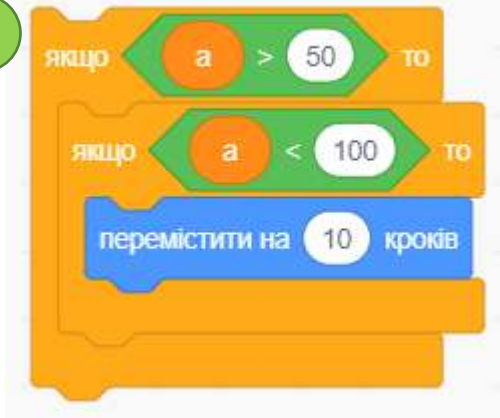 якщо a > 50 то
якщо a < 100 то
перемістити на 10 кроків